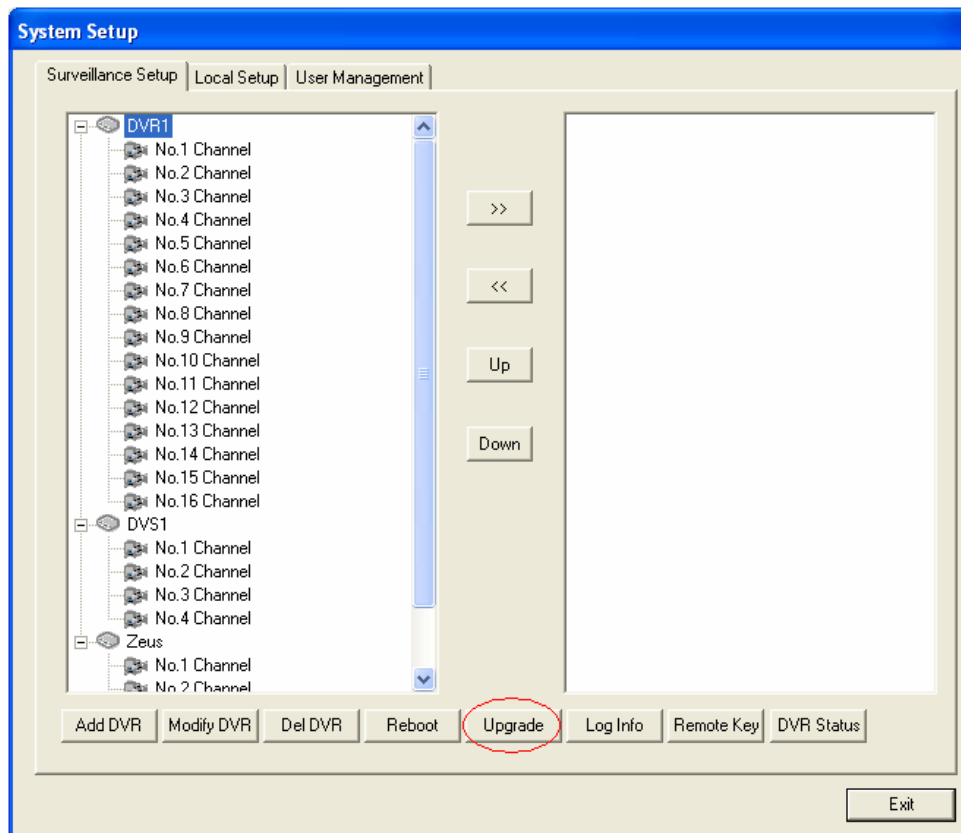 System Setup
Surveillance Setup Local Setup User Management
DVR1
No.1 Channel
No.2 Channel
No.3 Channel
No.4 Channel
No.5 Channel
No.6 Channel
No.7 Channel
No.8 Channel
No.9 Channel
No.10 Channel
No.11 Channel
No.12 Channel
No.13 Channel
No.14 Channel
No.15 Channel
No.16 Channel
DVS1
No.1 Channel
No.2 Channel
No.3 Channel
No.4 Channel
Zeus
No.1 Channel
No.2 Channel
>>
<<
Up
Down
Add DVR Modify DVR Del DVR Reboot Upgrade Log Info Remote Key DVR Status
Exit